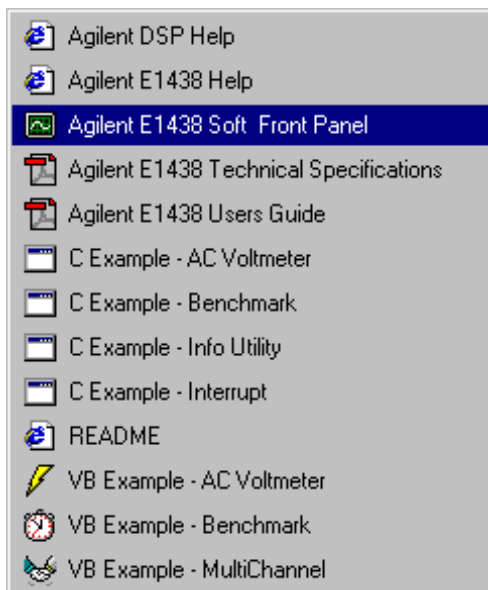 Agilent DSP Help
Agilent E1438 Help
Agilent E1438 Soft Front Panel
Agilent E1438 Technical Specifications
Agilent E1438 Users Guide
C Example - AC Voltmeter
C Example - Benchmark
C Example - Info Utility
C Example - Interrupt
README
VB Example - AC Voltmeter
VB Example - Benchmark
VB Example - MultiChannel